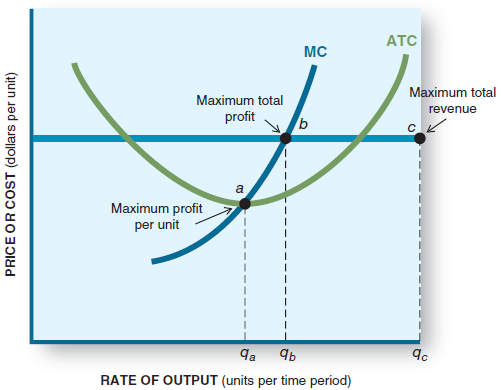 ATC
MC
Maximum total
revenue
Maximum total
profit
b
c
a
Maximum profit
per unit
PRICE OR COST (dollars per unit)
qa
qb
qc
RATE OF OUTPUT (units per time period)